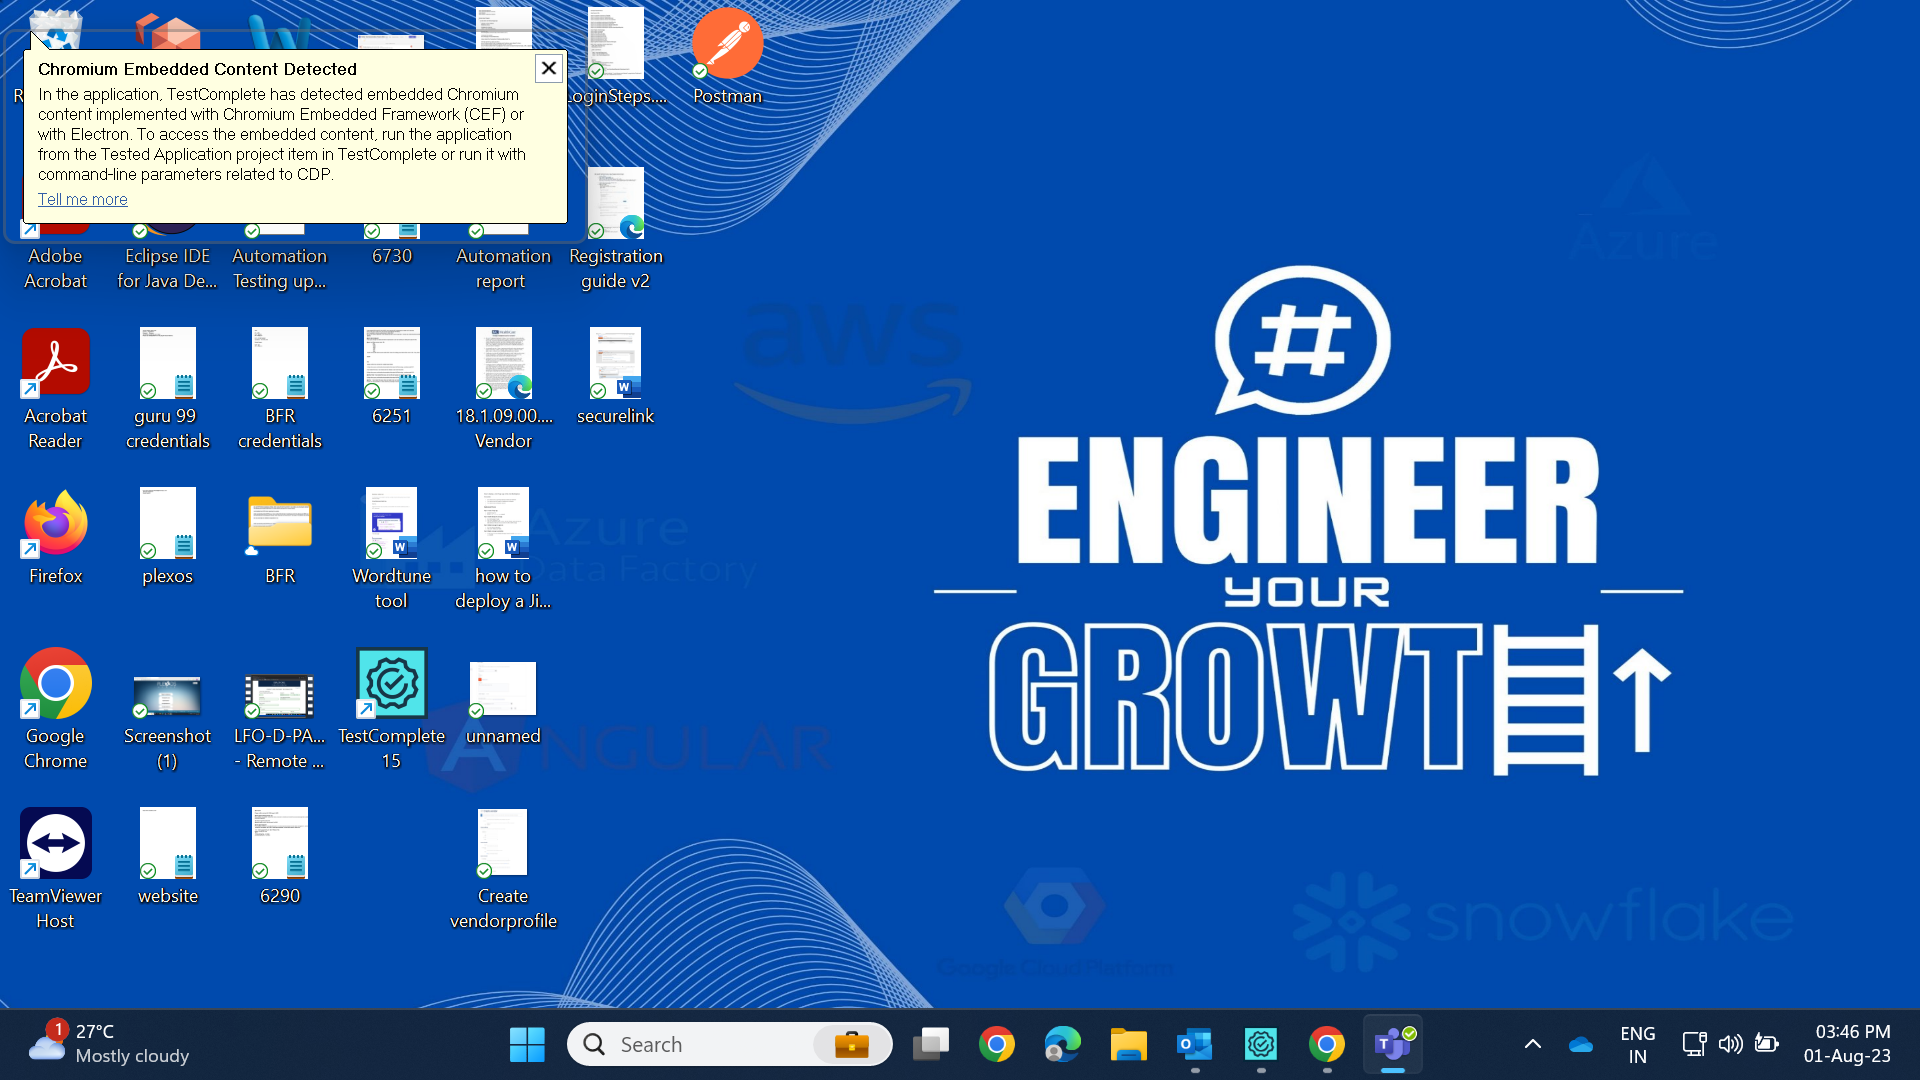 Chromium Embedded Content Detected
In the application, TestComplete has detected embedded Chromium
content implemented with Chromium Embedded Framework (CEF) or
with Electron. To access the embedded content, run the application
from the Tested Application project item in TestComplete or run it with
command-line parameters related to CDP.
Tell me more
LoginSteps....
Postman
Adobe
Acrobat
Eclipse IDE
for Java De...
Automation
Testing up...
6730
Automation
report
Registration
guide v2
Acrobat
Reader
guru 99
credentials
BFR
credentials
6251
18.1.09.00....
Vendor
securelink
Firefox
plexos
BFR
Wordtune
tool
how to
deploy a Ji...
Google
Chrome
Screenshot
(1)
LFO-D-PA...
- Remote ...
TestComplete
15
unnamed
TeamViewer
Host
website
6290
Create
vendorprofile
aws
Azure
Azure
Data Factory
ANGULAR
Google Cloud Platform
snowflake
#
ENGINEER
YOUR
GROWTH
1
27°C
Mostly cloudy
Search
ENG
IN
03:46 PM
01-Aug-23